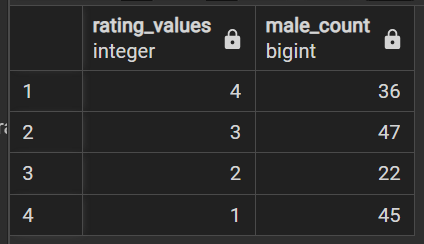 rating_values male_count
integer bigint
1 4 36
2 3 47
3 2 22
4 1 45